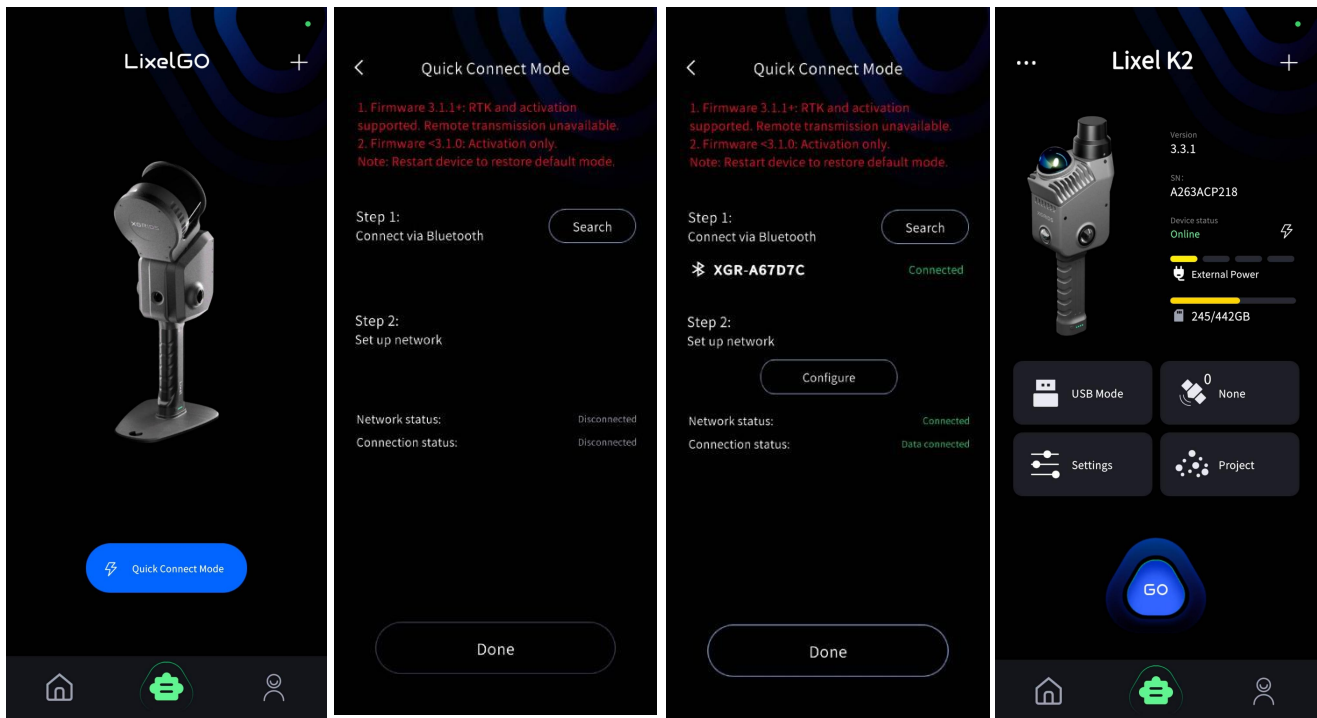 LixelGO
+
XGRIDS
Lixel
Quick Connect Mode
Quick Connect Mode
1. Firmware 3.1.1+: RTK and activation
supported. Remote transmission unavailable.
2. Firmware <3.1.0: Activation only.
Note: Restart device to restore default mode.
Step 1:
Connect via Bluetooth
Search
Step 2:
Set up network
Network status: Disconnected
Connection status: Disconnected
Done
Quick Connect Mode
1. Firmware 3.1.1+: RTK and activation
supported. Remote transmission unavailable.
2. Firmware <3.1.0: Activation only.
Note: Restart device to restore default mode.
Step 1:
Connect via Bluetooth
Search
XGR-A67D7C Connected
Step 2:
Set up network
Configure
Network status: Connected
Connection status: Data connected
Done
... Lixel K2 +
XGRIDS
Version
3.3.1
SN:
A263ACP218
Device status
Online
External Power
245/442GB
USB Mode
0
None
Settings
Project
GO